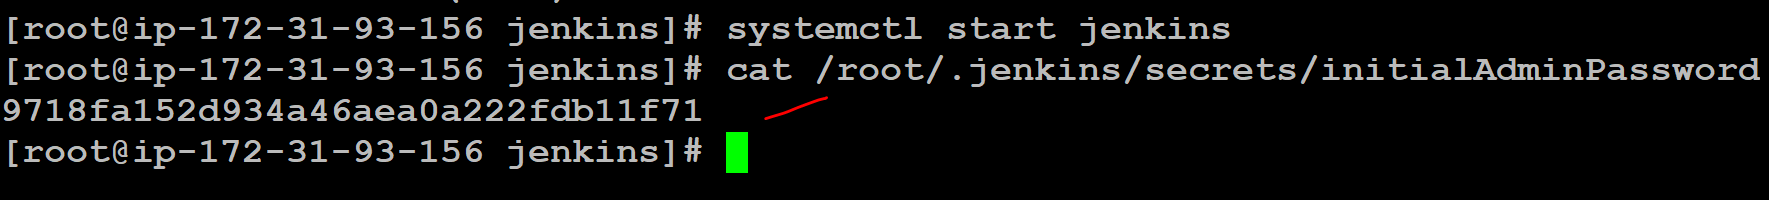 [root@ip-172-31-93-156 jenkins]# systemctl start jenkins
[root@ip-172-31-93-156 jenkins]# cat /root/.jenkins/secrets/initialAdminPassword
9718fa152d934a46aea0a222fdb11f71
[root@ip-172-31-93-156 jenkins]#